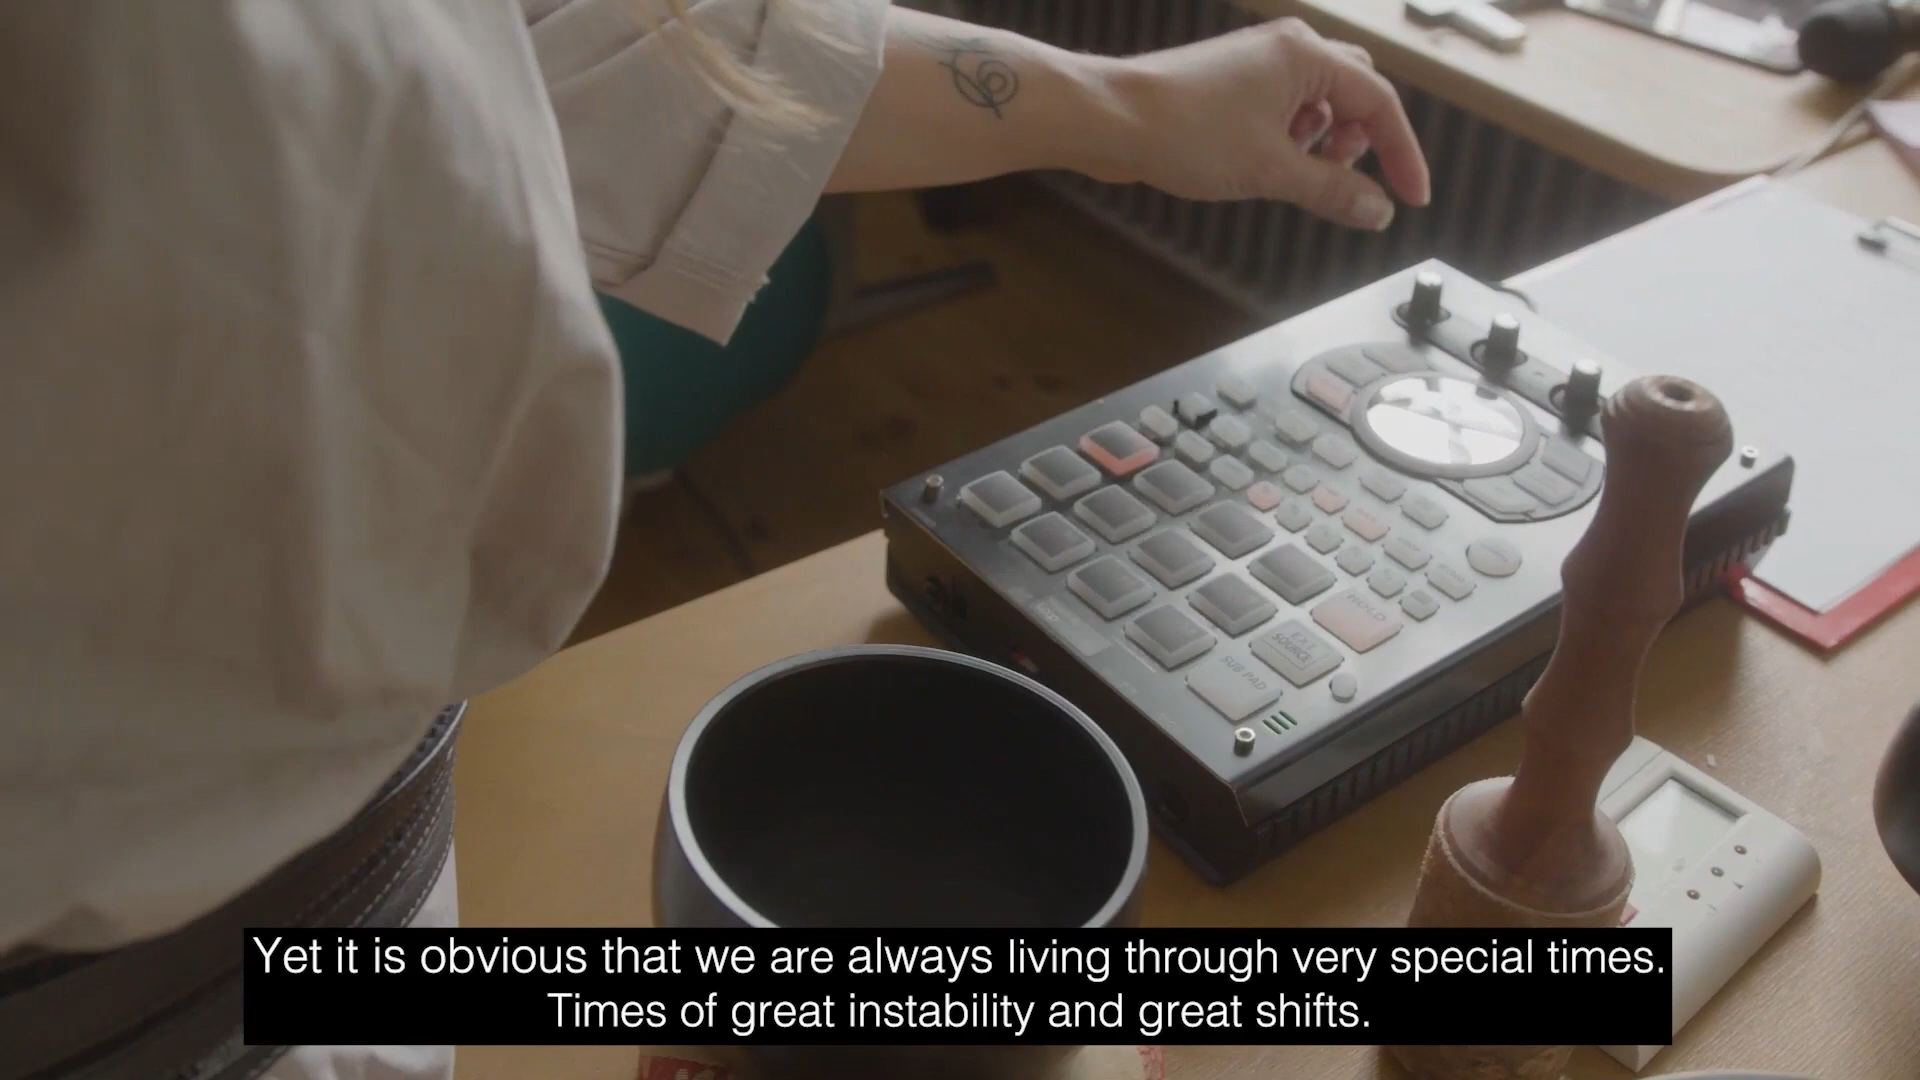 HOLD
EXT
SOURCE
SUB PAD
Yet it is obvious that we are always living through very special times.
Times of great instability and great shifts.